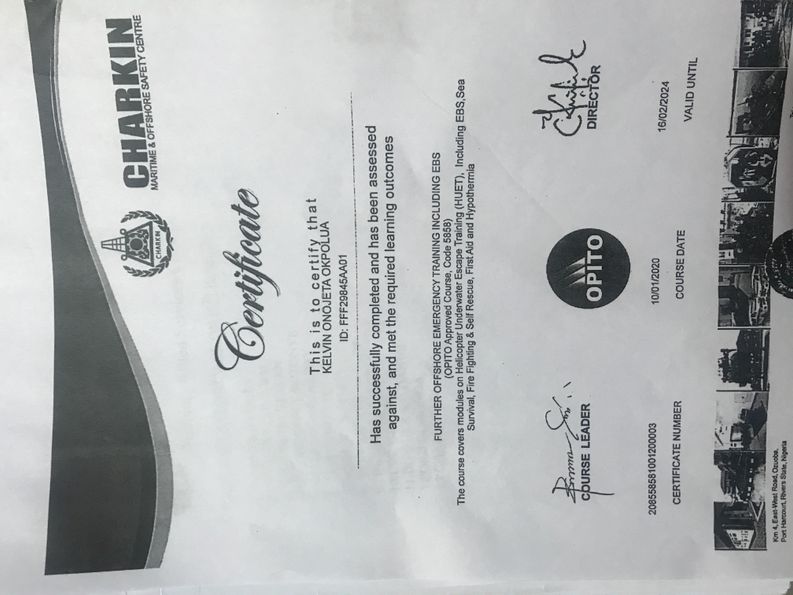 CHARKIN
CHARKIN
MARITIME & OFFSHORE SAFETY CENTRE
Certificate
This is to certify that
KELVIN ONOJETA OKPOLUA
ID: FFF29845AA01
Has successfully completed and has been assessed
against, and met the required learning outcomes
FURTHER OFFSHORE EMERGENCY TRAINING INCLUDING EBS
(OPITO Approved Course, Code 5858)
The course covers modules on Helicopter Underwater Escape Training (HUET), Including EBS,Sea
Survival, Fire Fighting & Self Rescue, First Aid and Hypothermia
COURSE LEADER
OPITO
DIRECTOR
208558581001200003
10/01/2020
16/02/2024
CERTIFICATE NUMBER
COURSE DATE
VALID UNTIL
Km 4, East-West Road, Ozuoba,
Port Harcourt, Rivers State, Nigeria